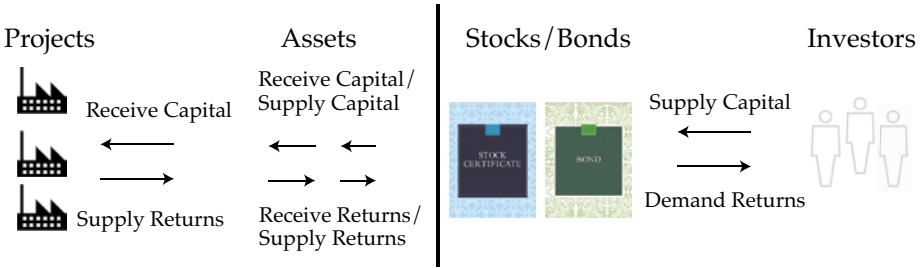 Projects
Assets
Stocks/Bonds
Investors
Receive Capital
Receive Capital/
Supply Capital
STOCK
CERTIFICATE
BOND
Supply Capital
Supply Returns
Receive Returns/
Supply Returns
Demand Returns